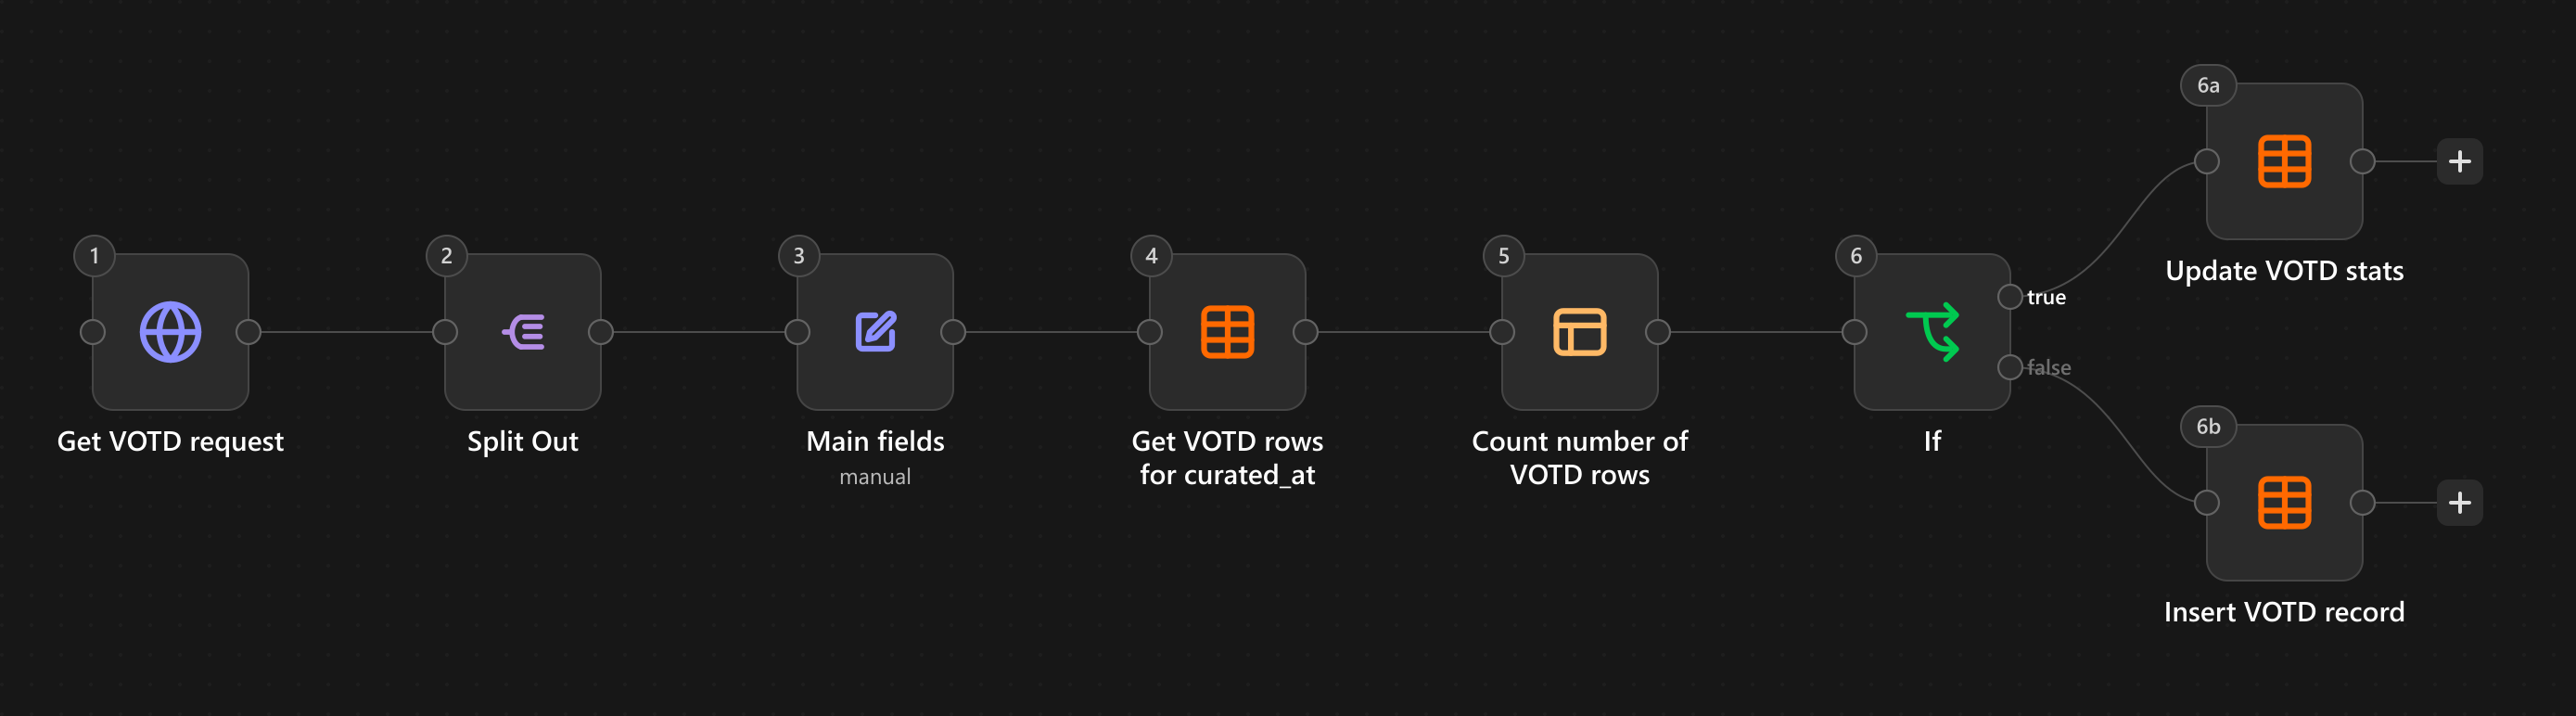 1
Get VOTD request
2
Split Out
3
Main fields
manual
4
Get VOTD rows
for curated_at
5
Count number of
VOTD rows
6
If
true
false
6a
Update VOTD stats
6b
Insert VOTD record